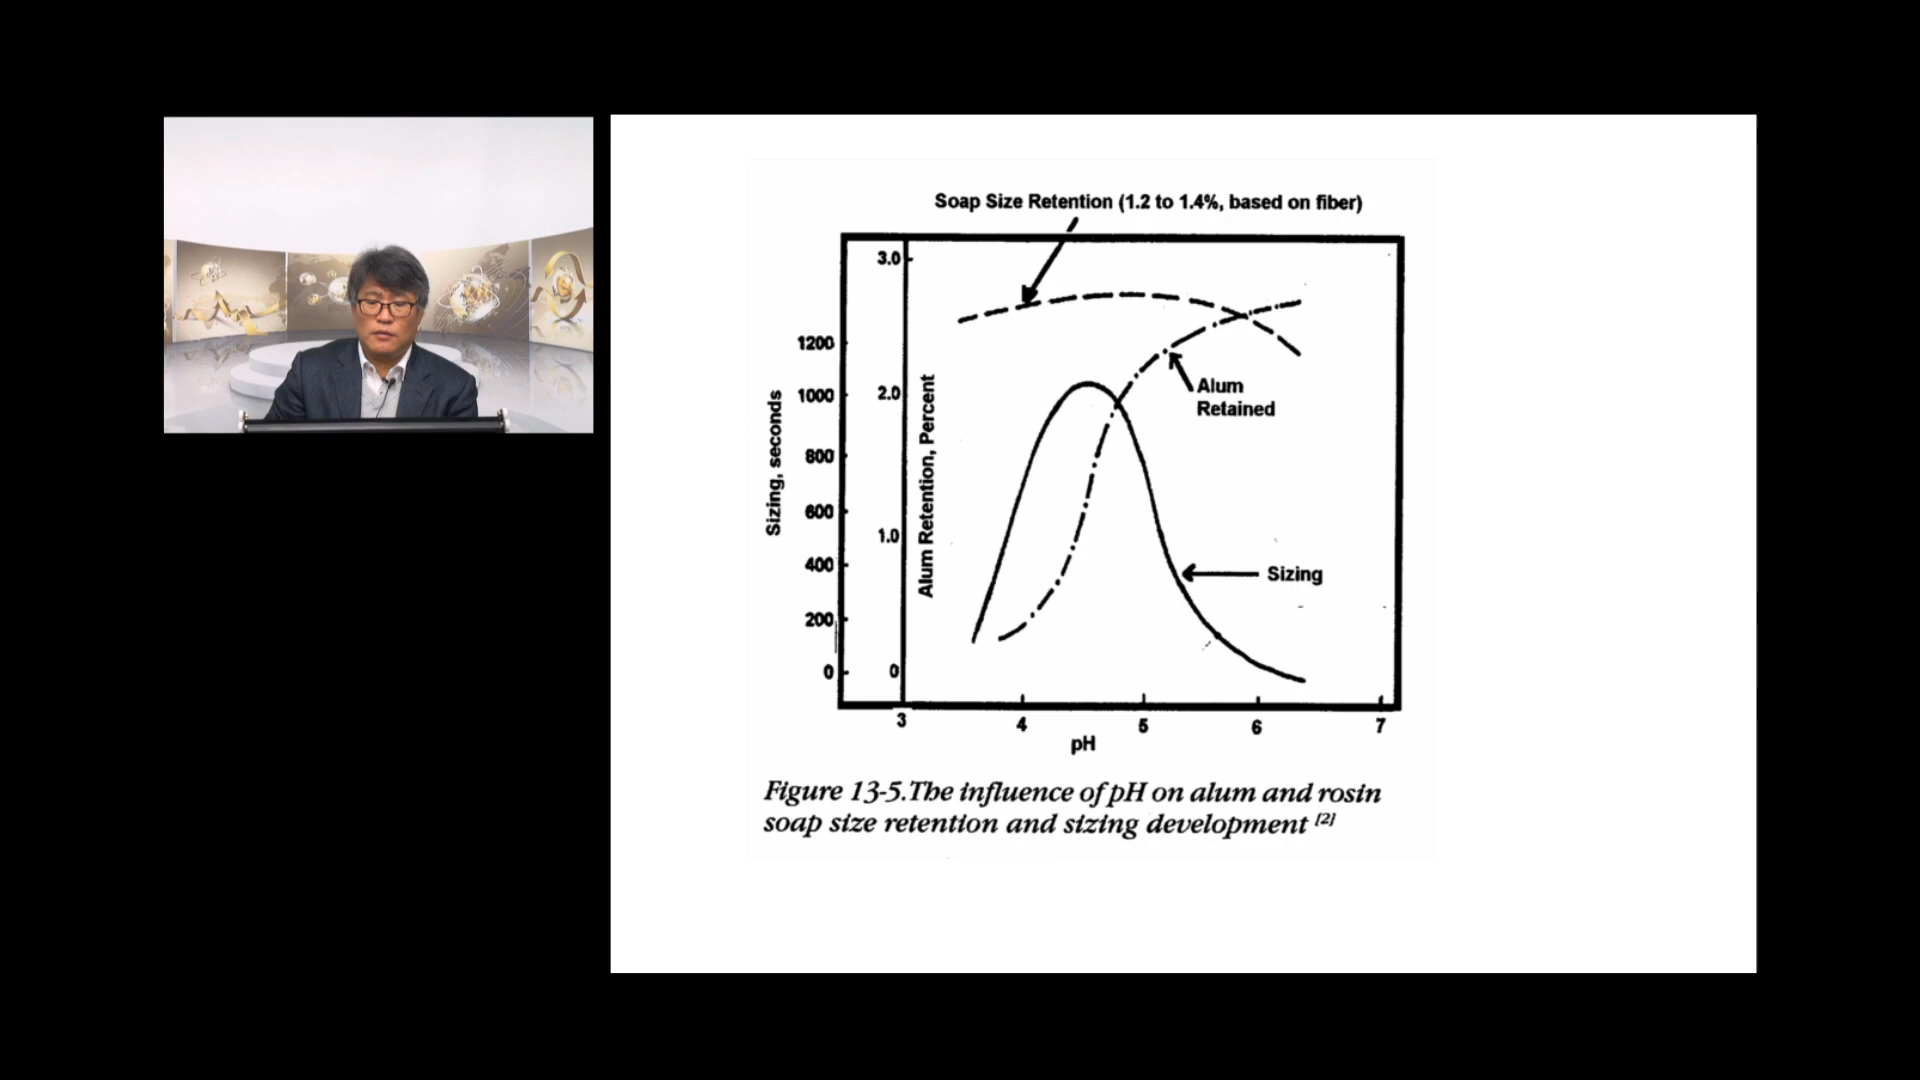 Soap Size Retention (1.2 to 1.4%, based on fiber)
3.0
1200
1000
2.0
800
600
1.0
400
200
0
0
Sizing, seconds
Alum Retention, Percent
Alum
Retained
Sizing
3
4
5
6
7
pH
Figure 13-5. The influence of pH on alum and rosin
soap size retention and sizing development [2]